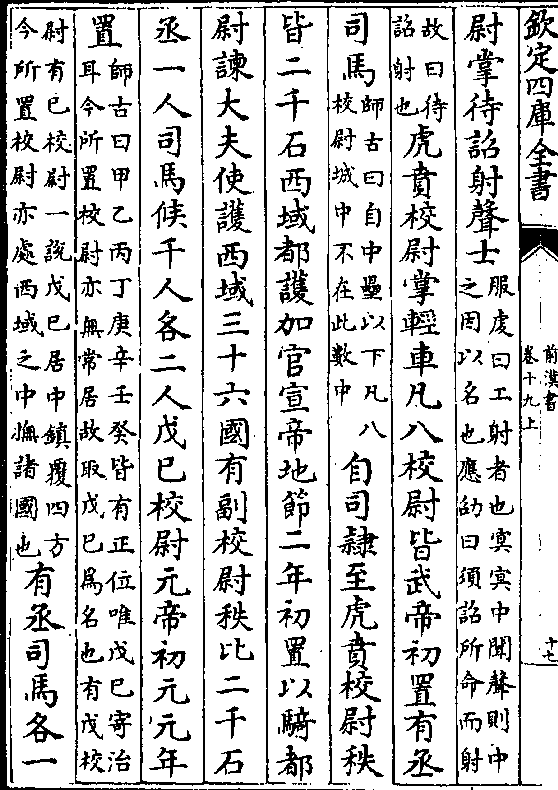 欽定四庫全書
前漢書
卷十九上
十七
尉掌待詔射聲士服虔曰工射者也㝠㝠中聞聲則中之因以名也應劭曰須詔所命而射
故曰待詔射也虎賁校尉掌輕車凡八校尉皆武帝初置有丞
司馬師古曰自中壘以下凡八校尉城中不在此數中自司隷至虎賁校尉秩
皆二千石西域都護加官宣帝地節二年初置以騎都
尉諫大夫使護西域三十六國有副校尉秩比二千石
丞一人司馬候千人各二人戊已校尉元帝初元元年
置師古曰甲乙丙丁庚辛壬癸皆有正位唯戊已寄治耳今所置校尉亦無常居故取戊已為名也有戊校
尉有已校尉一說戊已居中鎮覆四方今所置校尉亦處西域之中撫諸國也有丞司馬各一